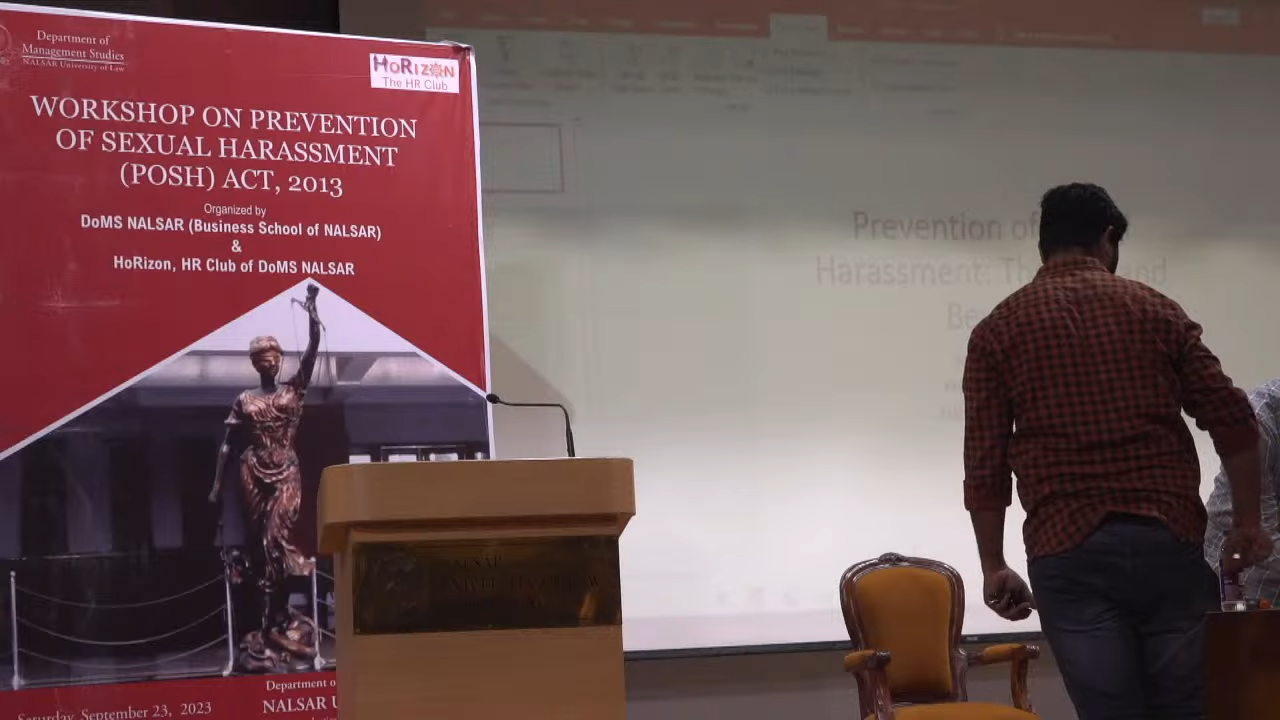 Department of
Management Studies
NALSAR University of Law
HoRizon
The HR Club
WORKSHOP ON PREVENTION
OF SEXUAL HARASSMENT
(POSH) ACT, 2013
Organized by
DoMS NALSAR (Business School of NALSAR)
&
HoRizon, HR Club of DoMS NALSAR
Saturday, September 23, 2023
Department o
NALSAR U
Prevention of
Harassment: Th and
Be